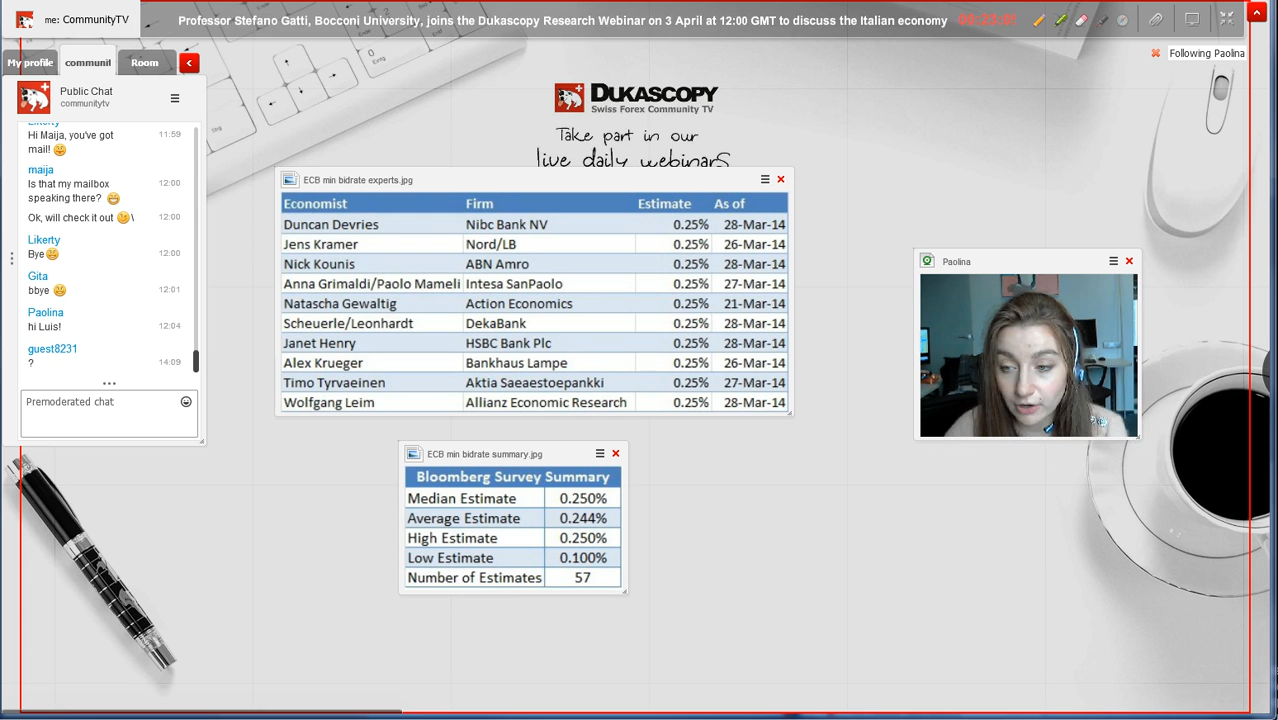 me: CommunityTV
Professor Stefano Gatti, Bocconi University, joins the Dukascopy Research Webinar on 3 April at 12:00 GMT to discuss the Italian economy
Following Paolina
My profile communit Room
Public Chat
communitytv
Likerty
Hi Maija, you've got 11:59
mail!
maija
Is that my mailbox 12:00
speaking there?
Ok, will check it out \ 12:00
Likerty
Bye 12:00
Gita
bbye 12:01
Paolina
hi Luis! 12:04
guest8231
? 14:09
Premoderated chat
DUKASCOPY
Swiss Forex Community TV
Take part in our
live daily webinars
ECB min bidrate experts.jpg
Economist Firm Estimate As of
Duncan Devries Nibc Bank NV 0.25% 28-Mar-14
Jens Kramer Nord/LB 0.25% 26-Mar-14
Nick Kounis ABN Amro 0.25% 28-Mar-14
Anna Grimaldi/Paolo Mameli Intesa SanPaolo 0.25% 27-Mar-14
Natascha Gewaltig Action Economics 0.25% 21-Mar-14
Scheuerle/Leonhardt DekaBank 0.25% 28-Mar-14
Janet Henry HSBC Bank Plc 0.25% 28-Mar-14
Alex Krueger Bankhaus Lampe 0.25% 26-Mar-14
Timo Tyrvaeinen Aktia Saeaestoepankki 0.25% 27-Mar-14
Wolfgang Leim Allianz Economic Research 0.25% 28-Mar-14
Paolina
ECB min bidrate summary.jpg
Bloomberg Survey Summary
Median Estimate 0.250%
Average Estimate 0.244%
High Estimate 0.250%
Low Estimate 0.100%
Number of Estimates 57